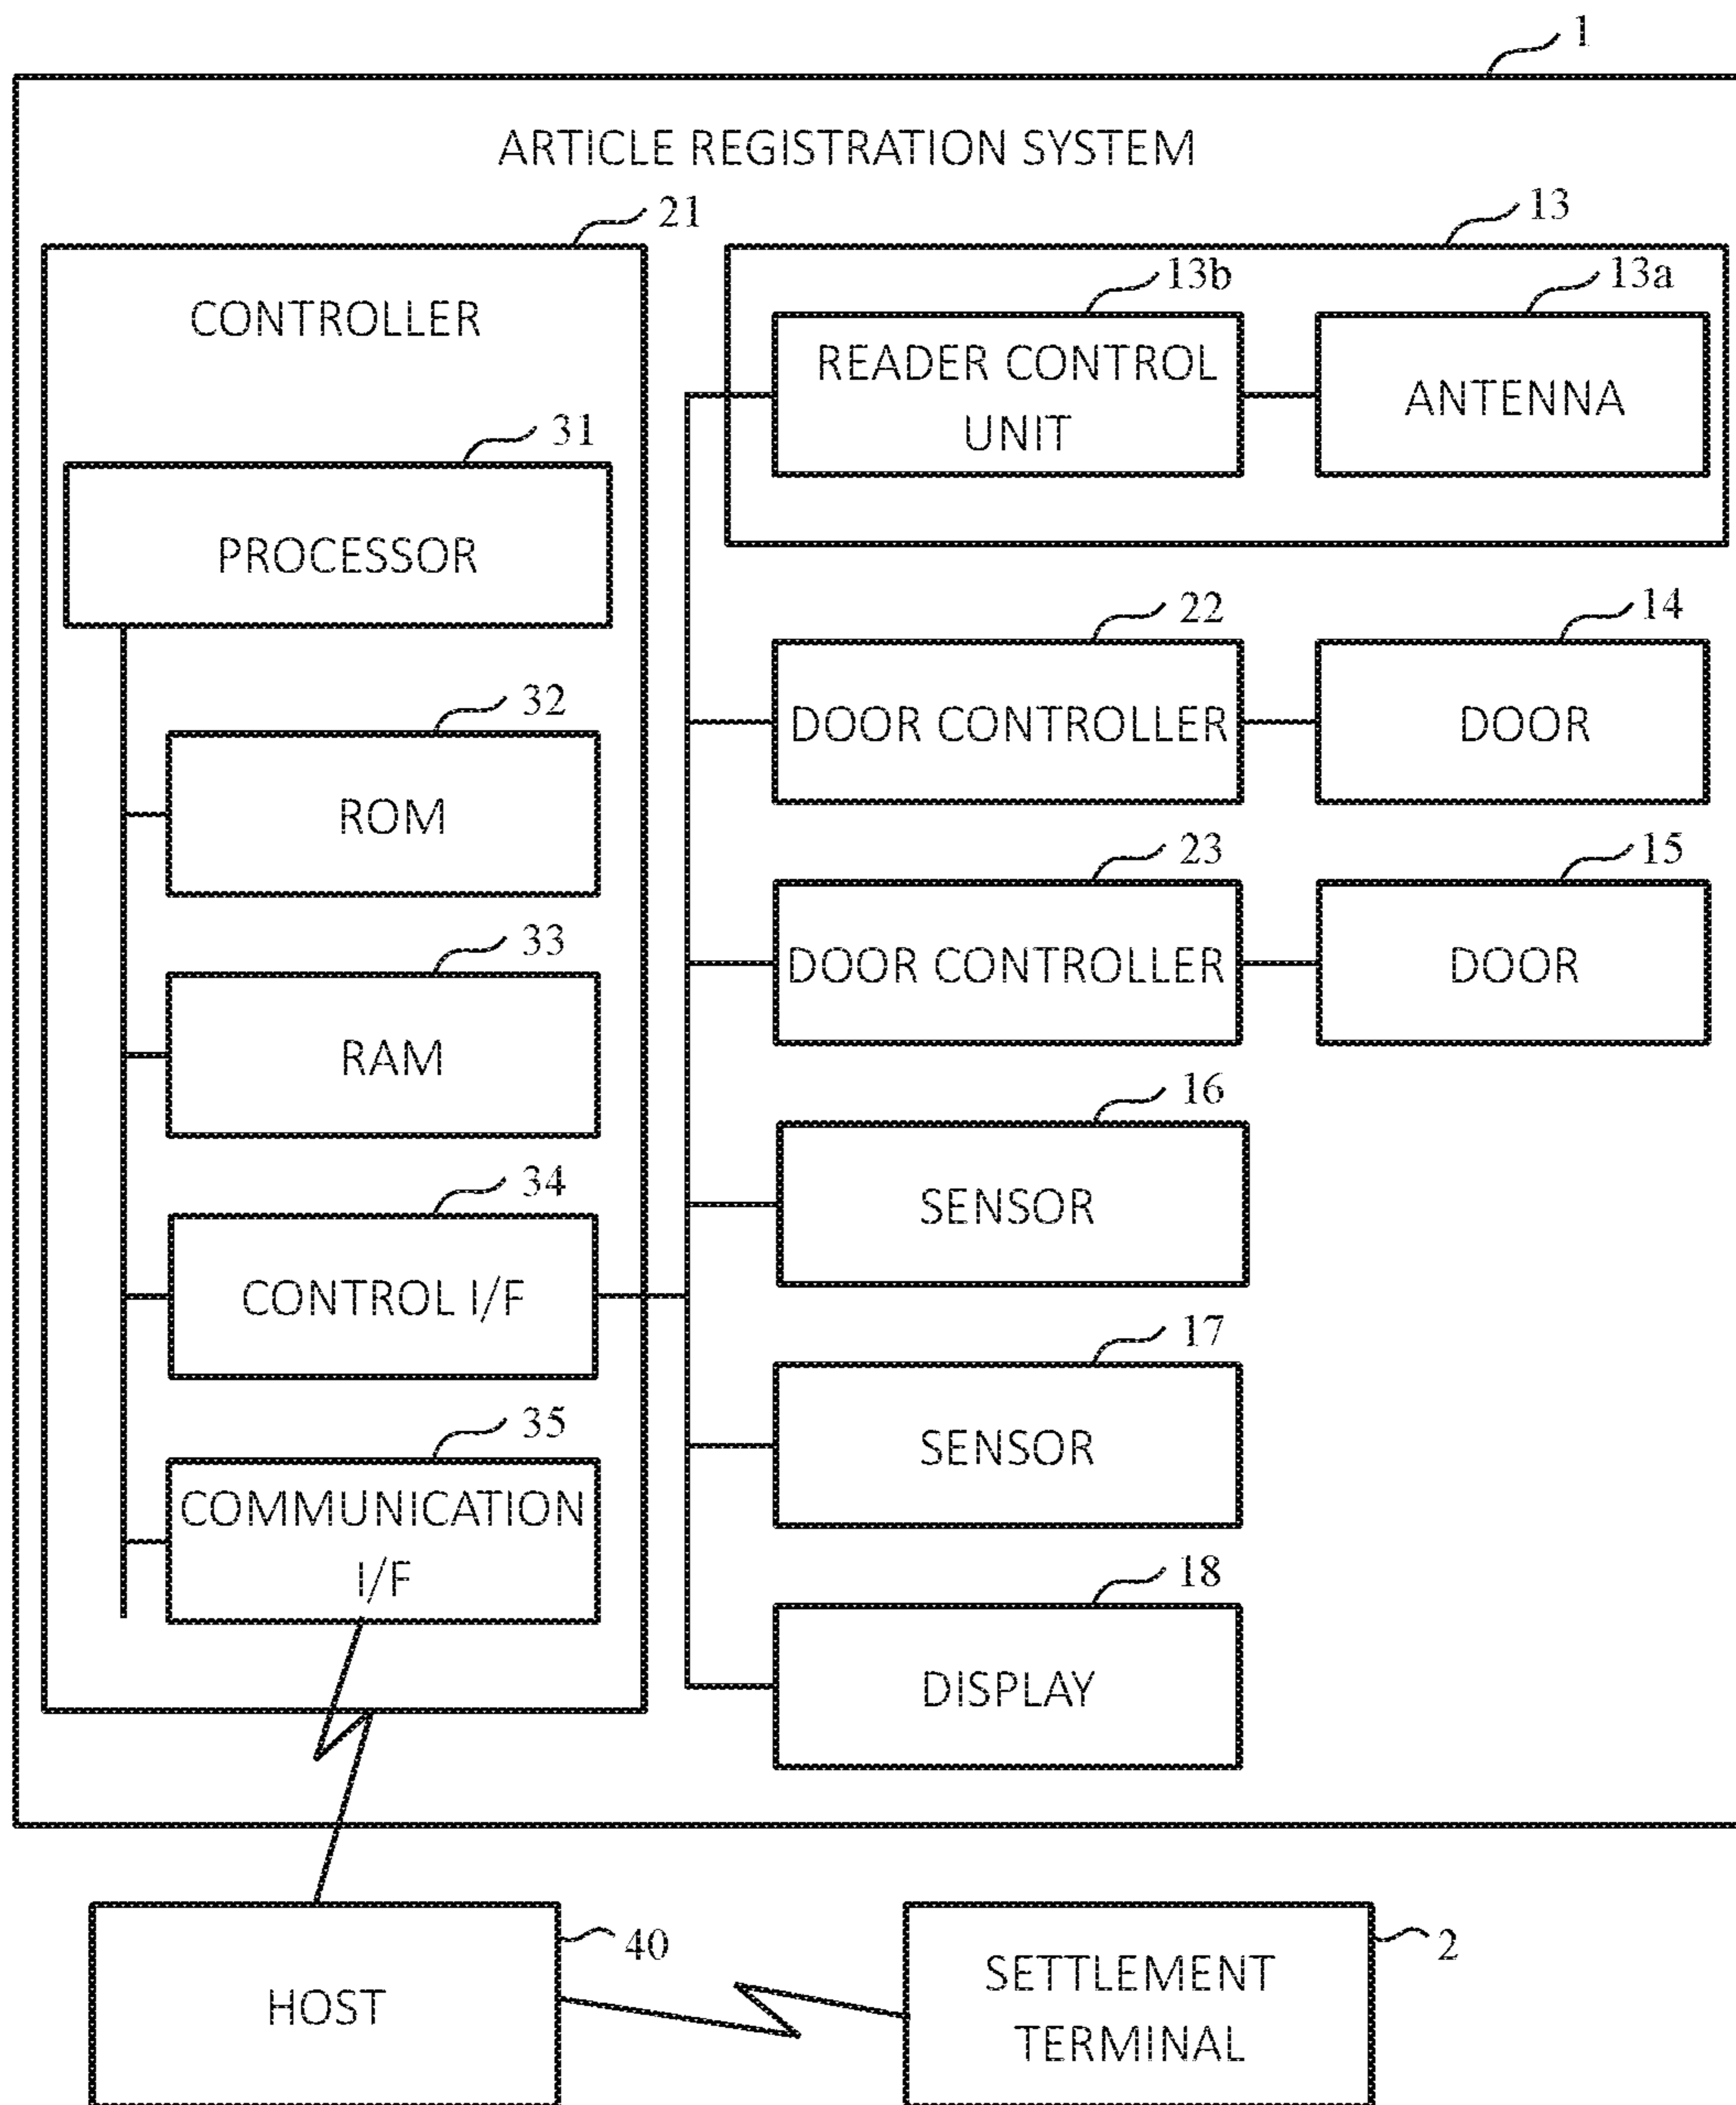 1
ARTICLE REGISTRATION SYSTEM
21
13
CONTROLLER
13b
13a
READER CONTROL
UNIT
ANTENNA
31
PROCESSOR
22
14
DOOR CONTROLLER
DOOR
32
ROM
23
15
DOOR CONTROLLER
DOOR
33
RAM
16
SENSOR
34
CONTROL I/F
17
SENSOR
35
COMMUNICATION
I/F
18
DISPLAY
40
HOST
2
SETTLEMENT
TERMINAL